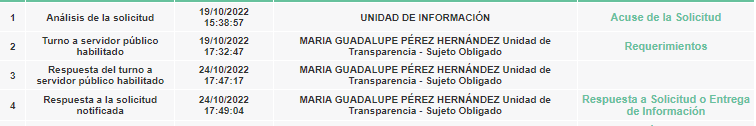 1 Análisis de la solicitud 19/10/2022 15:38:57 UNIDAD DE INFORMACIÓN Acuse de la Solicitud
2 Turno a servidor público habilitado 19/10/2022 17:32:47 MARIA GUADALUPE PÉREZ HERNÁNDEZ Unidad de Transparencia - Sujeto Obligado Requerimientos
3 Respuesta del turno a servidor público habilitado 24/10/2022 17:47:17 MARIA GUADALUPE PÉREZ HERNÁNDEZ Unidad de Transparencia - Sujeto Obligado
4 Respuesta a la solicitud notificada 24/10/2022 17:49:04 MARIA GUADALUPE PÉREZ HERNÁNDEZ Unidad de Transparencia - Sujeto Obligado Respuesta a Solicitud o Entrega de Información